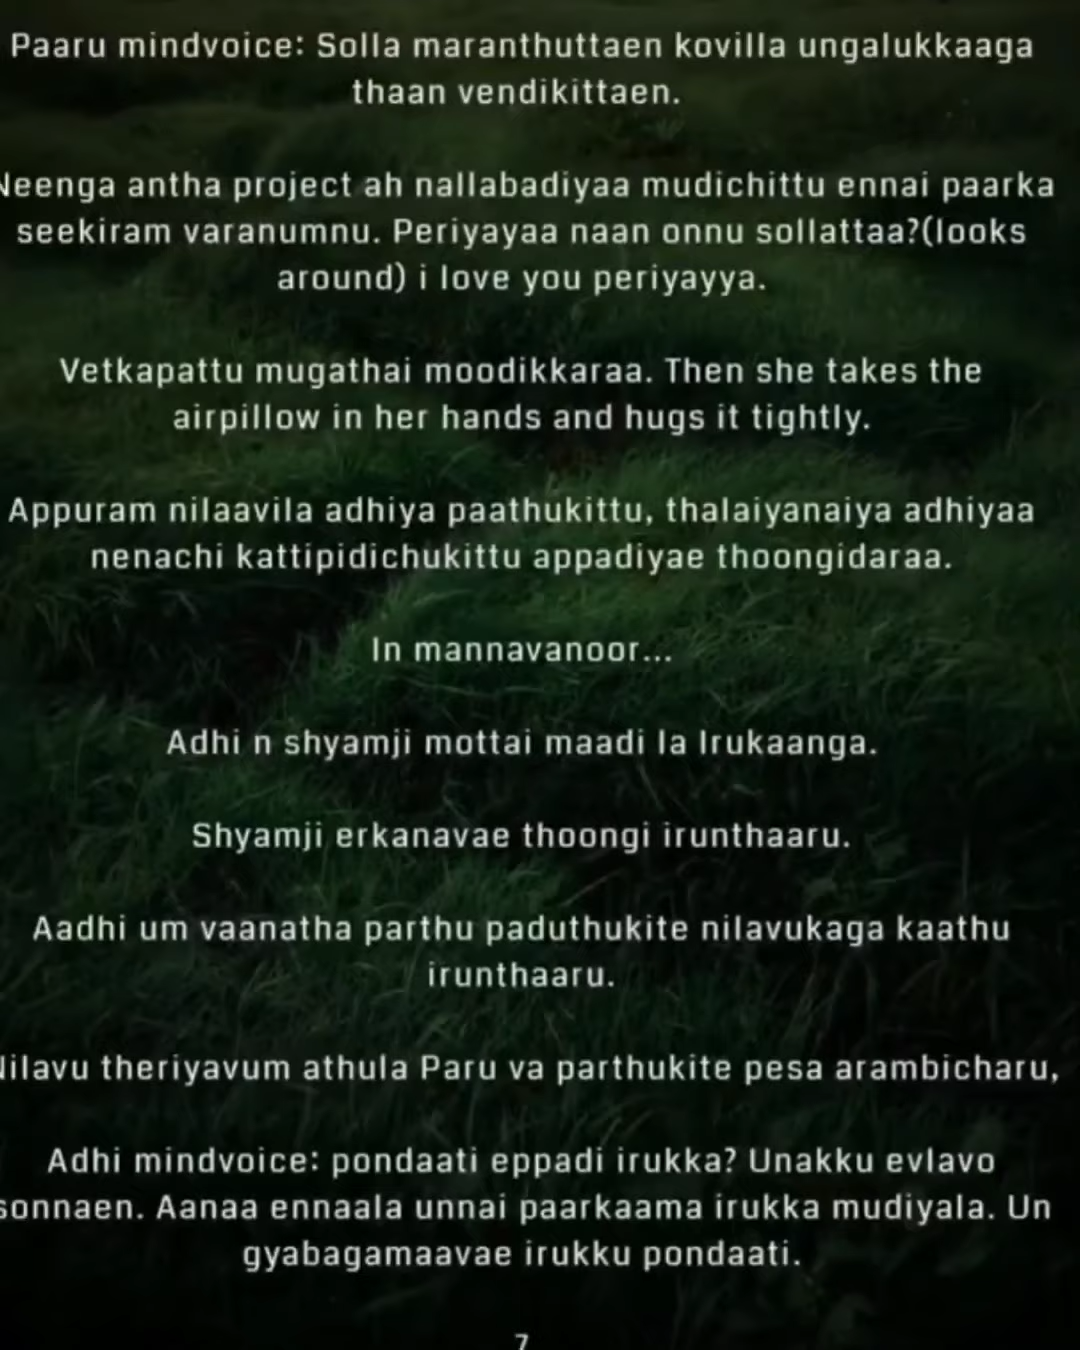 Paaru mindvoice: Solla maranthuttaen kovilla ungalukkaaga
thaan vendikittaen.
Neenga antha project ah nallabadiyaa mudichittu ennai paarka
seekiram varanumnu. Periyayaa naan onnu sollattaa?(looks
around) i love you periyayya.
Vetkapattu mugathai moodikkaraa. Then she takes the
airpillow in her hands and hugs it tightly.
Appuram nilaavila adhiya paathukittu, thalaiyanaiya adhiyaa
nenachi kattipidichukittu appadiyae thoongidaraa.
In mannavanoor...
Adhi n shyamji mottai maadi la Irukaanga.
Shyamji erkanavae thoongi irunthaaru.
Aadhi um vaanatha parthu paduthukite nilavukaga kaathu
irunthaaru.
Nilavu theriyavum athula Paru va parthukite pesa arambicharu,
Adhi mindvoice: pondaati eppadi irukka? Unakku evlavo
sonnaen. Aanaa ennaala unnai paarkaama irukka mudiyala. Un
gyabagamaavae irukku pondaati.
7